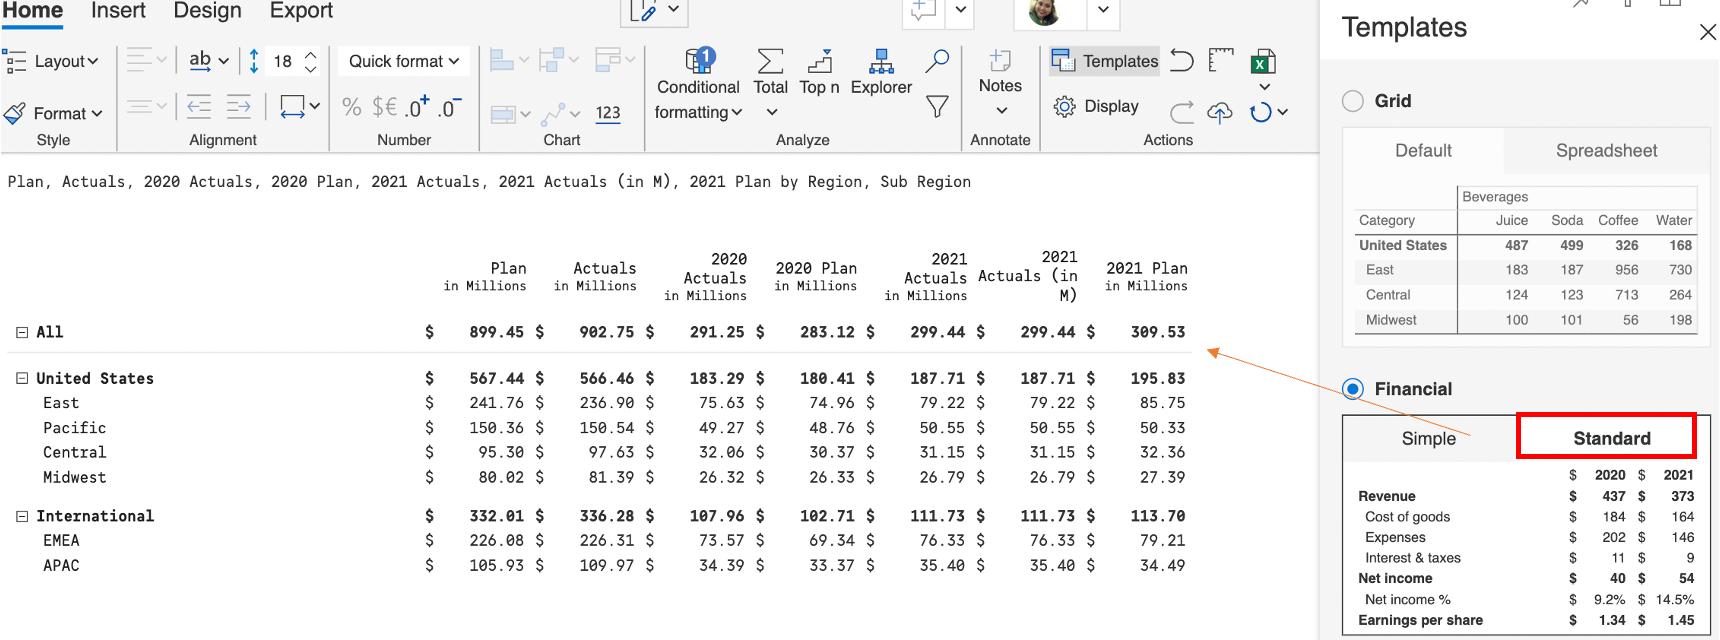 Home Insert Design Export
Layout ab 18 Quick format 1 Templates X
Conditional Total Top n Explorer Notes
Format % $€ .0+ .0- 123 formatting Display
Style Alignment Number Chart Analyze Annotate Actions
Plan, Actuals, 2020 Actuals, 2020 Plan, 2021 Actuals, 2021 Actuals (in M), 2021 Plan by Region, Sub Region
Plan in Millions Actuals in Millions 2020 Actuals in Millions 2020 Plan in Millions 2021 Actuals in Millions 2021 Actuals (in M) 2021 Plan in Millions
All $ 899.45 $ 902.75 $ 291.25 $ 283.12 $ 299.44 $ 299.44 $ 309.53
United States $ 567.44 $ 566.46 $ 183.29 $ 180.41 $ 187.71 $ 187.71 $ 195.83
East $ 241.76 $ 236.90 $ 75.63 $ 74.96 $ 79.22 $ 79.22 $ 85.75
Pacific $ 150.36 $ 150.54 $ 49.27 $ 48.76 $ 50.55 $ 50.55 $ 50.33
Central $ 95.30 $ 97.63 $ 32.06 $ 30.37 $ 31.15 $ 31.15 $ 32.36
Midwest $ 80.02 $ 81.39 $ 26.32 $ 26.33 $ 26.79 $ 26.79 $ 27.39
International $ 332.01 $ 336.28 $ 107.96 $ 102.71 $ 111.73 $ 111.73 $ 113.70
EMEA $ 226.08 $ 226.31 $ 73.57 $ 69.34 $ 76.33 $ 76.33 $ 79.21
APAC $ 105.93 $ 109.97 $ 34.39 $ 33.37 $ 35.40 $ 35.40 $ 34.49
Templates
Grid
Default Spreadsheet
Beverages
Category Juice Soda Coffee Water
United States 487 499 326 168
East 183 187 956 730
Central 124 123 713 264
Midwest 100 101 56 198
Financial
Simple Standard
$ 2020 $ 2021
Revenue $ 437 $ 373
Cost of goods $ 184 $ 164
Expenses $ 202 $ 146
Interest & taxes $ 11 $ 9
Net income $ 40 $ 54
Net income % $ 9.2% $ 14.5%
Earnings per share $ 1.34 $ 1.45